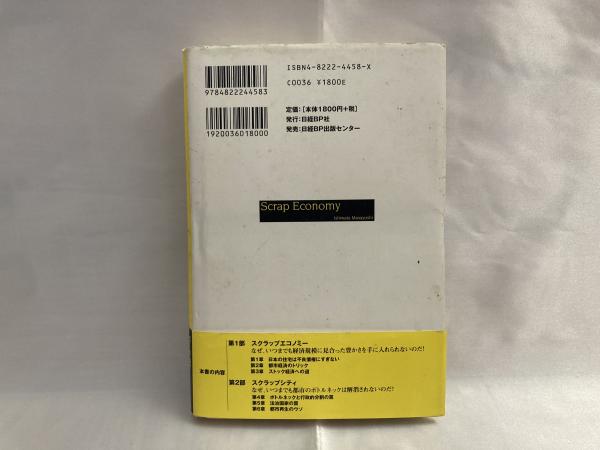 ISBN4-8222-4458-X
C0036 ¥1800E
9784822244583
1920036018000
定価:[本体1800円+税]
発行:日経BP社
発売:日経BP出版センター
Scrap Economy
Ishiwata Masayoshi
本書の内容
第1部 スクラップエコノミー
なぜ、いつまでも経済規模に見合った豊かさを手に入れられないのだ!
第1章 日本の住宅は不良債権にすぎない
第2章 都市経済のトリック
第3章 ストック経済への道
第2部 スクラップシティ
なぜ、いつまでも都市のボトルネックは解消されないのだ!
第4章 ボトルネックと行政的分割の罠
第5章 法治国家の罠
第6章 都市再生のウソ